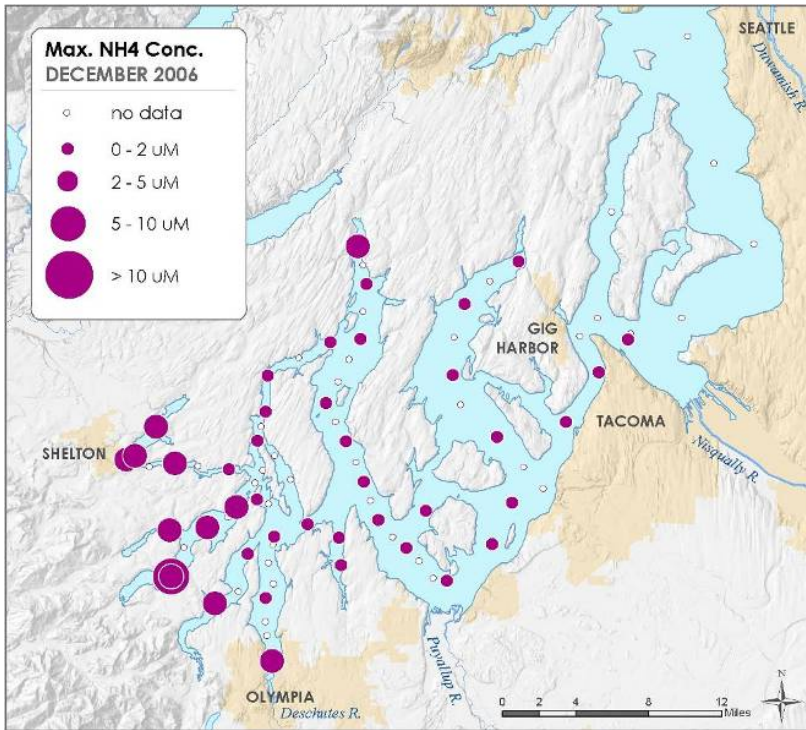 Max. NH4 Conc.
DECEMBER 2006
no data
0 - 2 uM
2 - 5 uM
5 - 10 uM
> 10 uM
SEATTLE
Duwamish R.
GIG
HARBOR
TACOMA
SHELTON
Nisqually R.
Puyallup R.
OLYMPIA
Deschutes R.
N
0 2 4 8 12
Miles